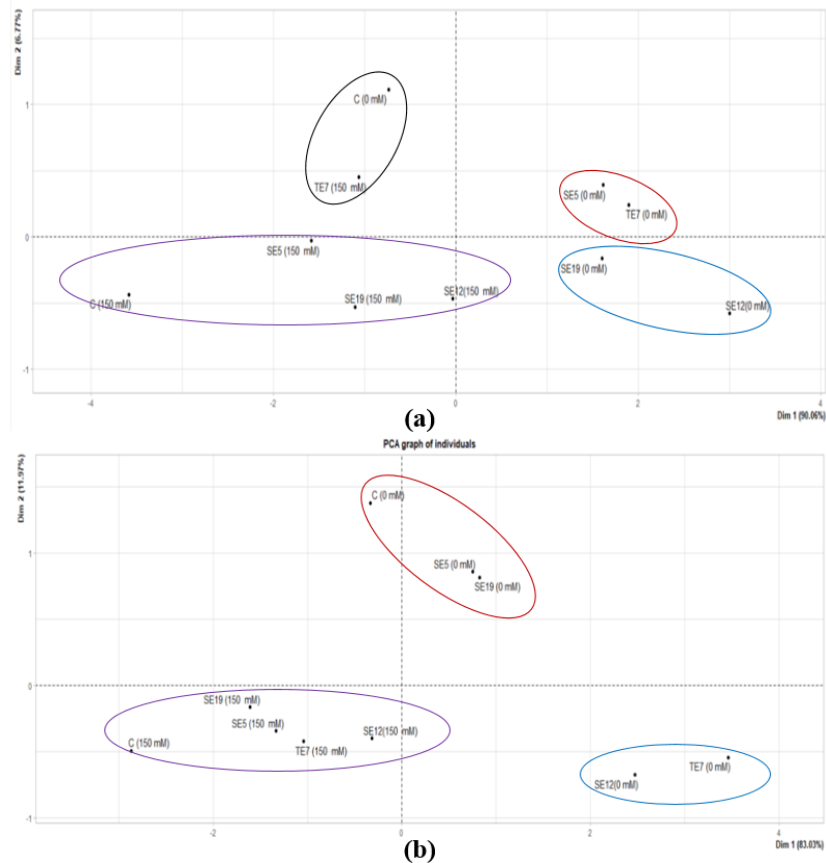 Dim 2 (6.77%)
1
0
-1
C (0 mM)
TE7 (150 mM)
SE5 (0 mM)
TE7 (0 mM)
SE5 (150 mM)
SE19 (0 mM)
C (150 mM)
SE19 (150 mM)
SE12(150 mM)
SE12(0 mM)
-4
-2
0
2
4
Dim 1 (90.06%)
(a)
PCA graph of individuals
Dim 2 (11.97%)
1
0
-1
C (0 mM)
SE5 (0 mM)
SE19 (0 mM)
SE19 (150 mM)
SE5 (150 mM)
C (150 mM)
TE7 (150 mM)
SE12(150 mM)
TE7 (0 mM)
SE12(0 mM)
-2
0
2
4
Dim 1 (83.03%)
(b)